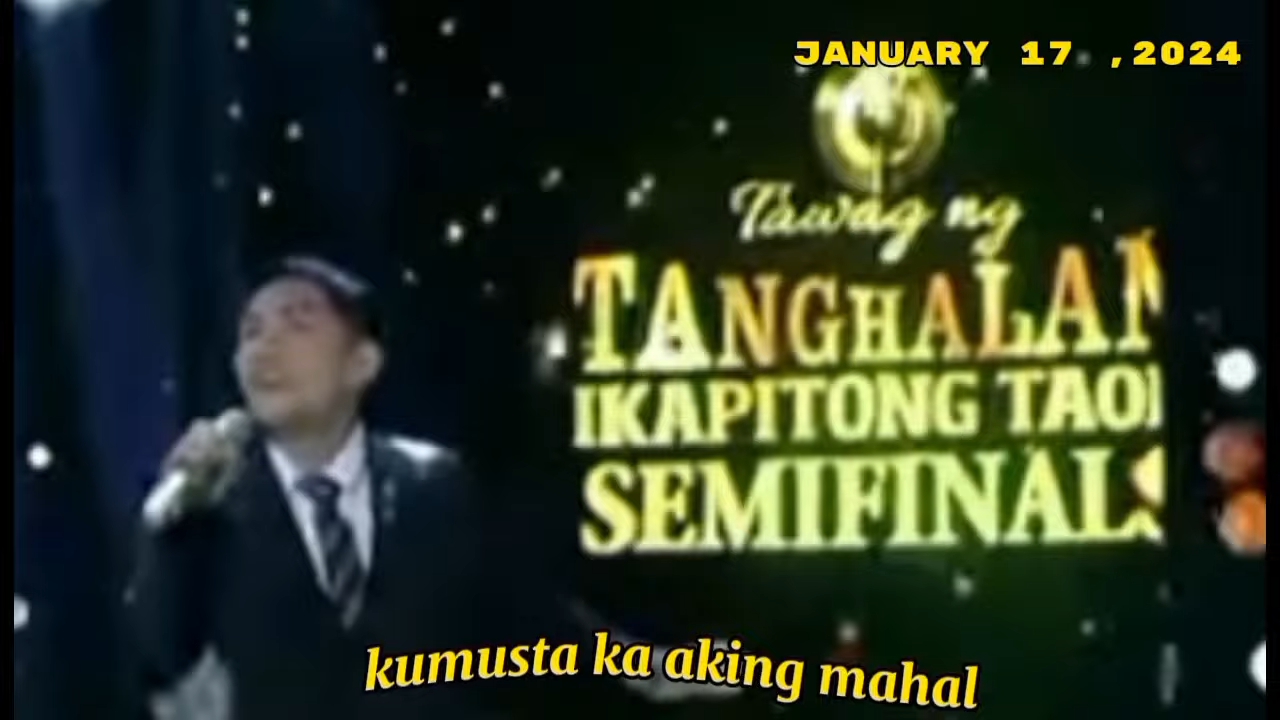 JANUARY 17 ,2024
Tawag ng
TANGHALAN
IKAPITONG TAON
SEMIFINALS
kumusta ka aking mahal